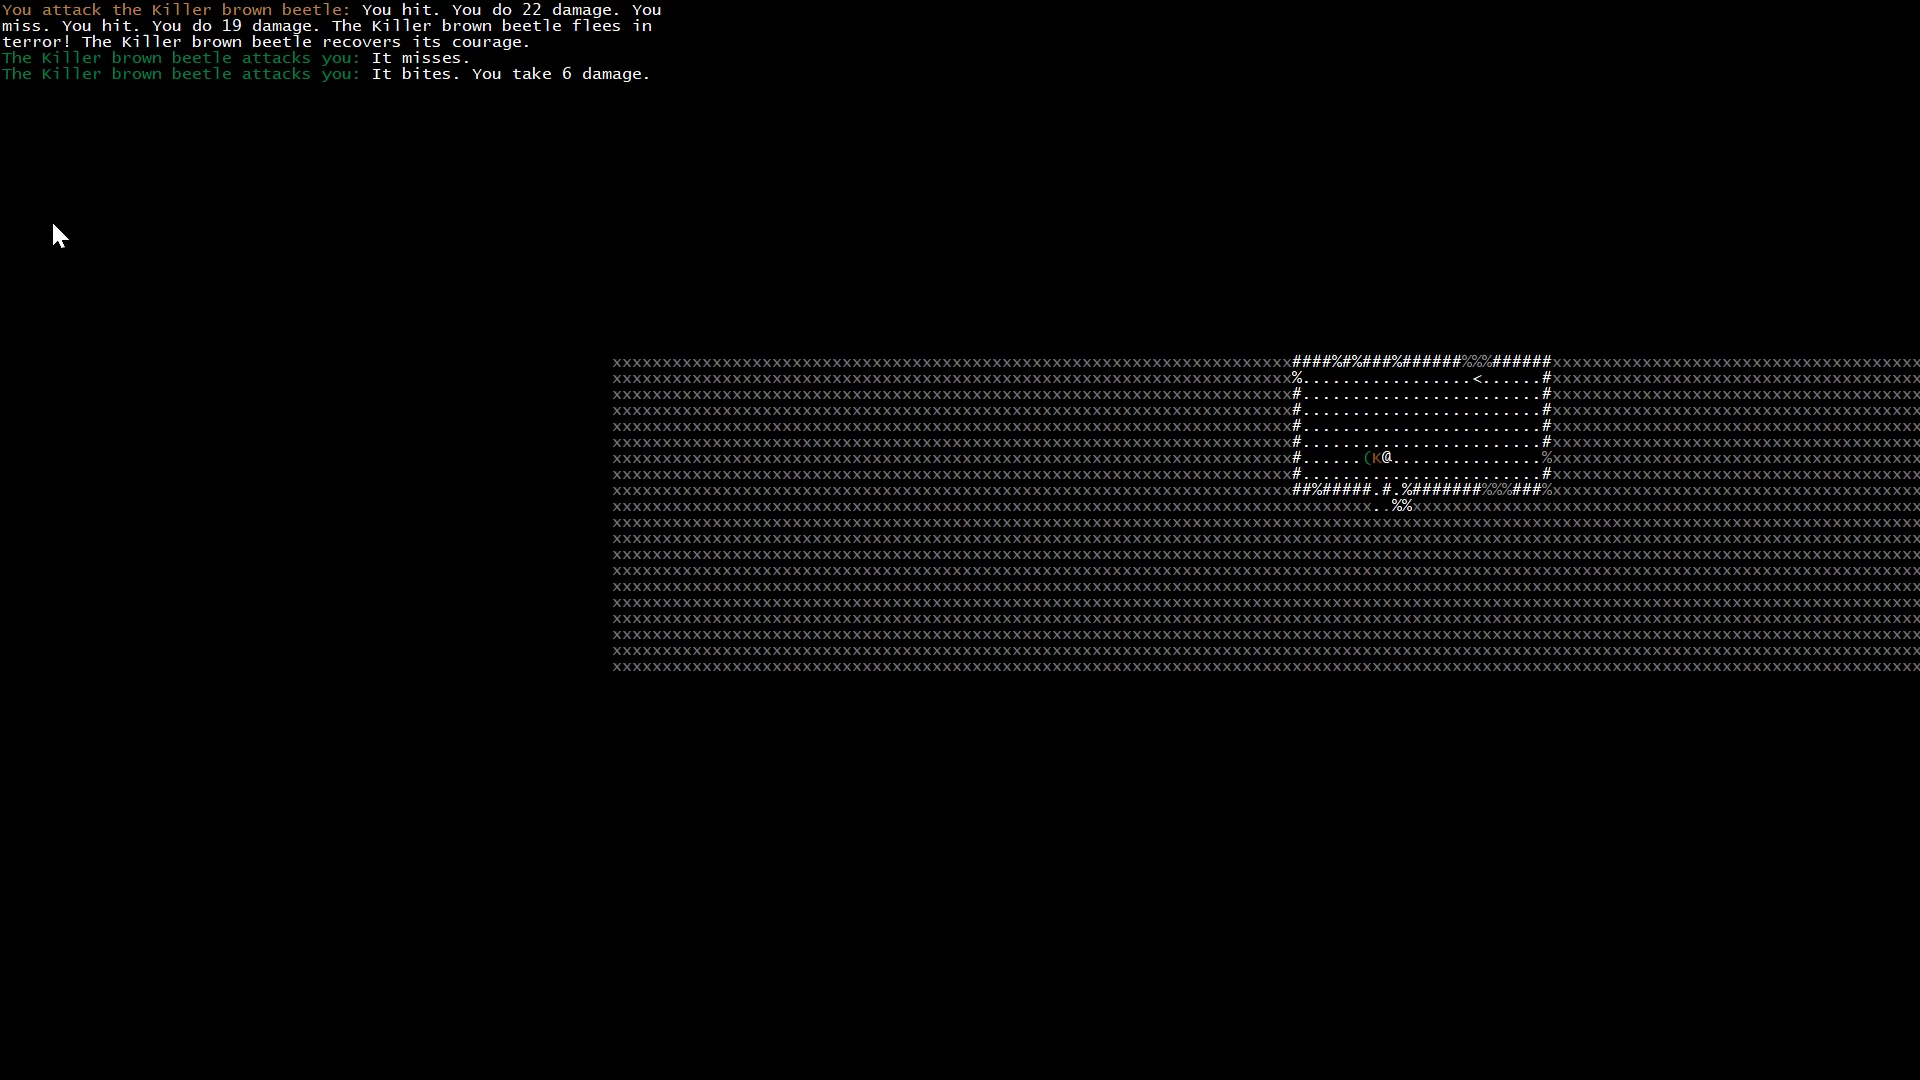 You attack the Killer brown beetle: You hit. You do 22 damage. You
miss. You hit. You do 19 damage. The Killer brown beetle flees in
terror! The Killer brown beetle recovers its courage.
The Killer brown beetle attacks you: It misses.
The Killer brown beetle attacks you: It bites. You take 6 damage.